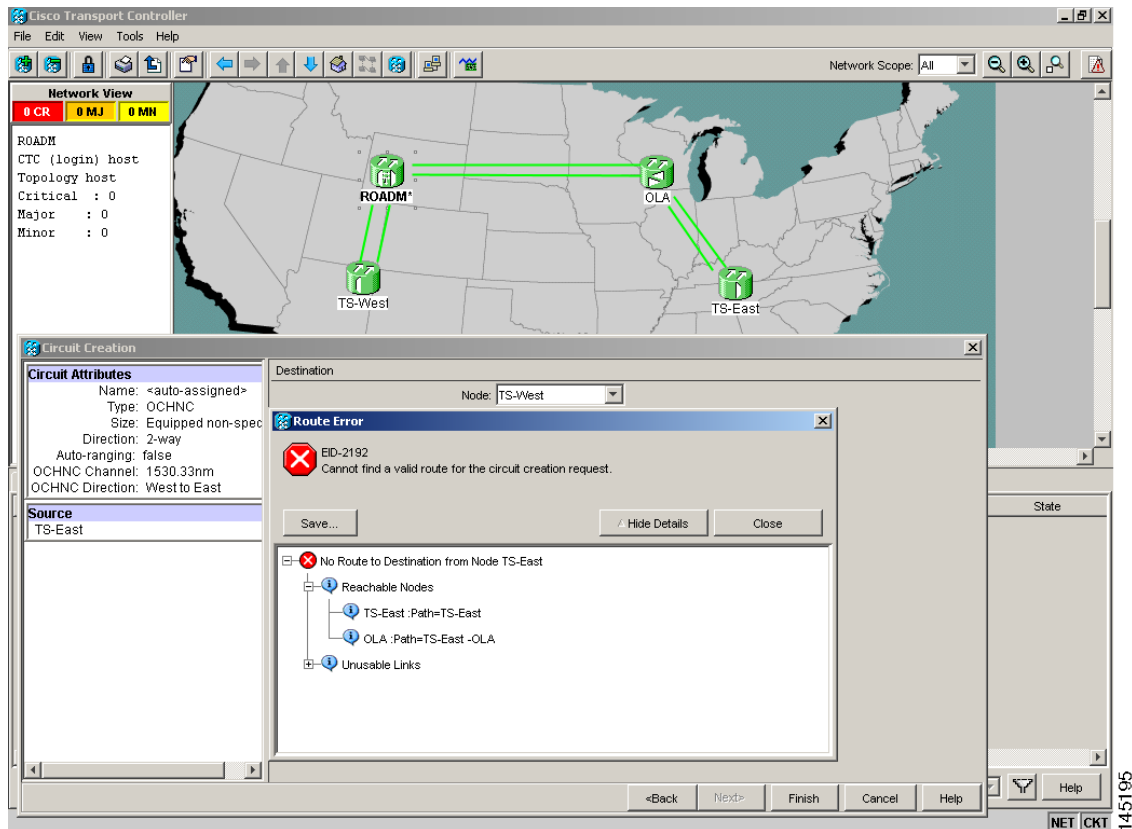 Cisco Transport Controller
File Edit View Tools Help
Network Scope: All
Network View
0 CR 0 MJ 0 MN
ROADM
CTC (login) host
Topology host
Critical : 0
Major : 0
Minor : 0
ROADM*
OLA
TS-West
TS-East
Circuit Creation
Circuit Attributes
Name: <auto-assigned>
Type: OCHNC
Size: Equipped non-spec
Direction: 2-way
Auto-ranging: false
OCHNC Channel: 1530.33nm
OCHNC Direction: West to East
Source
TS-East
Destination
Node: TS-West
Route Error
EID-2192
Cannot find a valid route for the circuit creation request.
Save...
Hide Details
Close
No Route to Destination from Node TS-East
Reachable Nodes
TS-East :Path=TS-East
OLA :Path=TS-East -OLA
Unusable Links
State
«Back Next» Finish Cancel Help
Help
NET CKT
145195